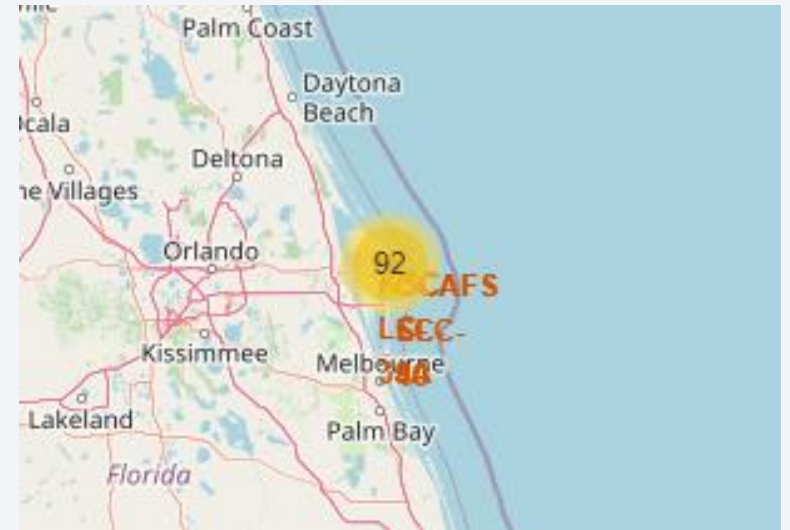 Palm Coast
Daytona
Beach
Deltona
Orlando
92
Kissimmee
Melbourne
Lakeland
Palm Bay
Florida